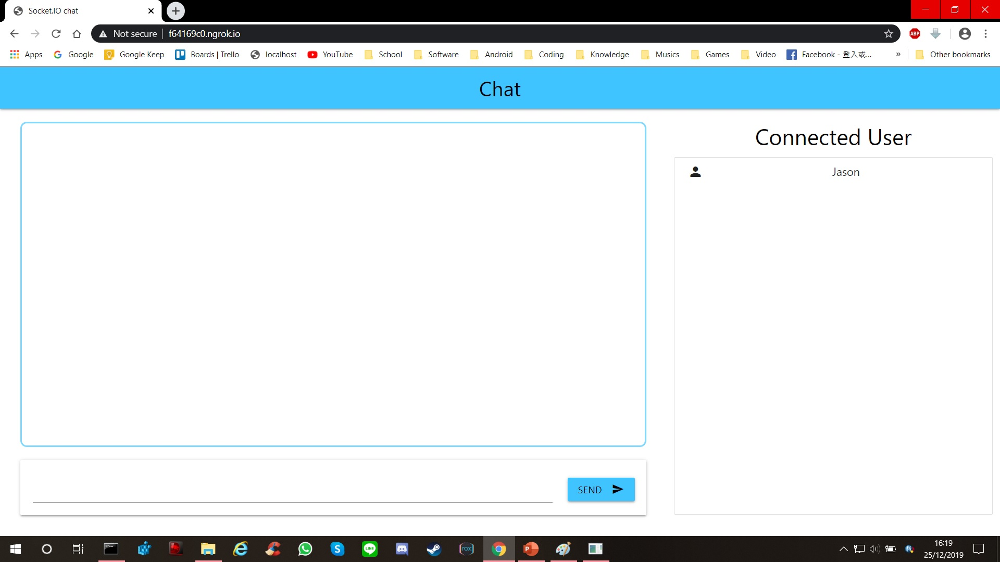 Socket.IO chat
Not secure f64169c0.ngrok.io
ABP
Apps Google Google Keep Boards | Trello localhost YouTube School Software Android Coding Knowledge Musics Games Video Facebook - 登入或... » Other bookmarks
Chat
Connected User
Jason
SEND
16:19
25/12/2019